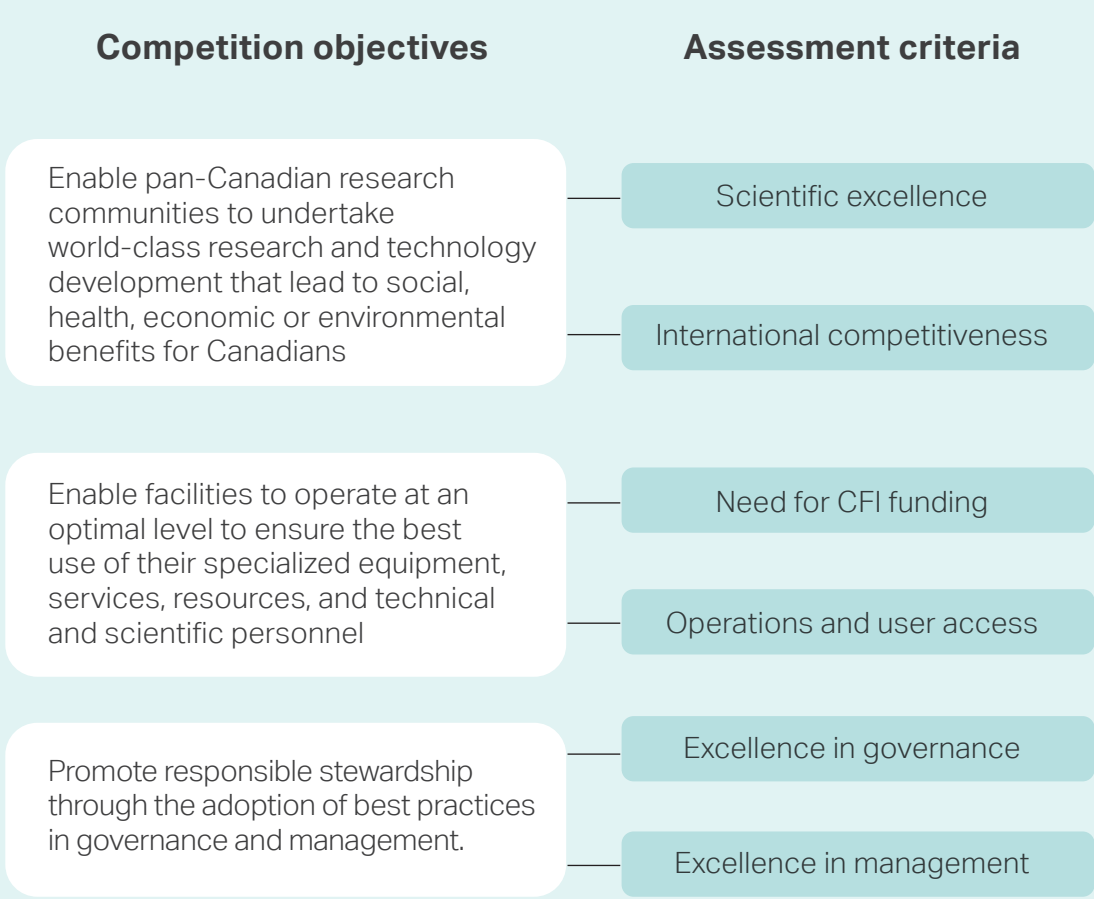 Competition objectives
Assessment criteria
Enable pan-Canadian research
communities to undertake
world-class research and technology
development that lead to social,
health, economic or environmental
benefits for Canadians
Scientific excellence
International competitiveness
Enable facilities to operate at an
optimal level to ensure the best
use of their specialized equipment,
services, resources, and technical
and scientific personnel
Need for CFI funding
Operations and user access
Promote responsible stewardship
through the adoption of best practices
in governance and management.
Excellence in governance
Excellence in management